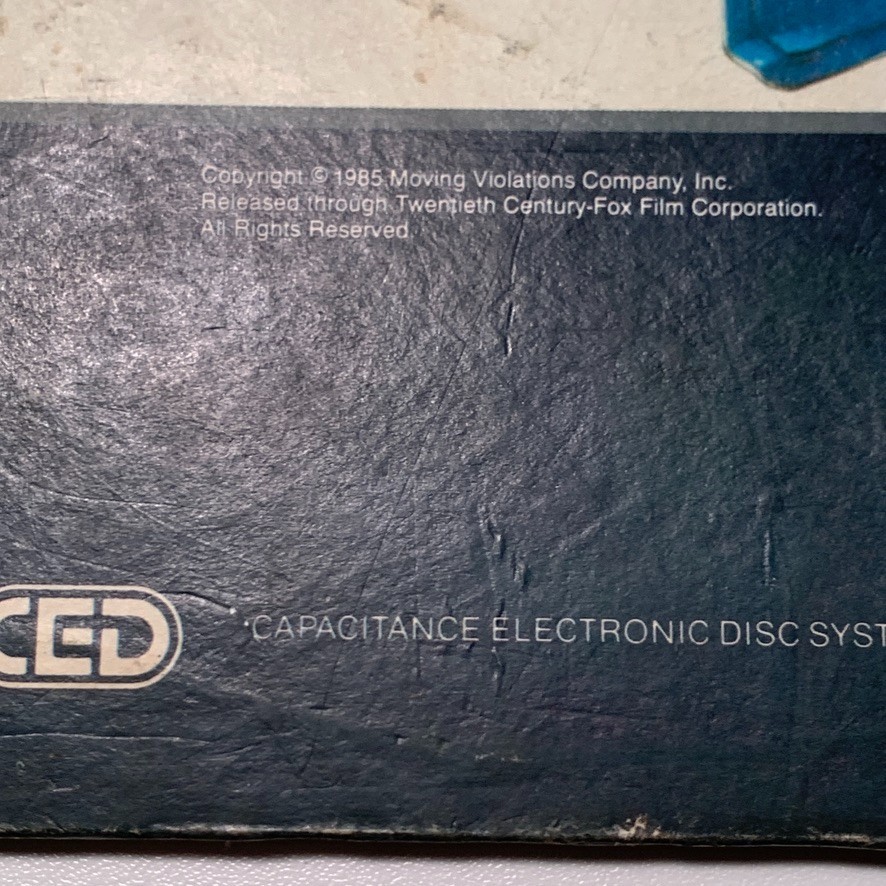 Copyright © 1985 Moving Violations Company, Inc.
Released through Twentieth Century-Fox Film Corporation.
All Rights Reserved.
CED
CAPACITANCE ELECTRONIC DISC SYST